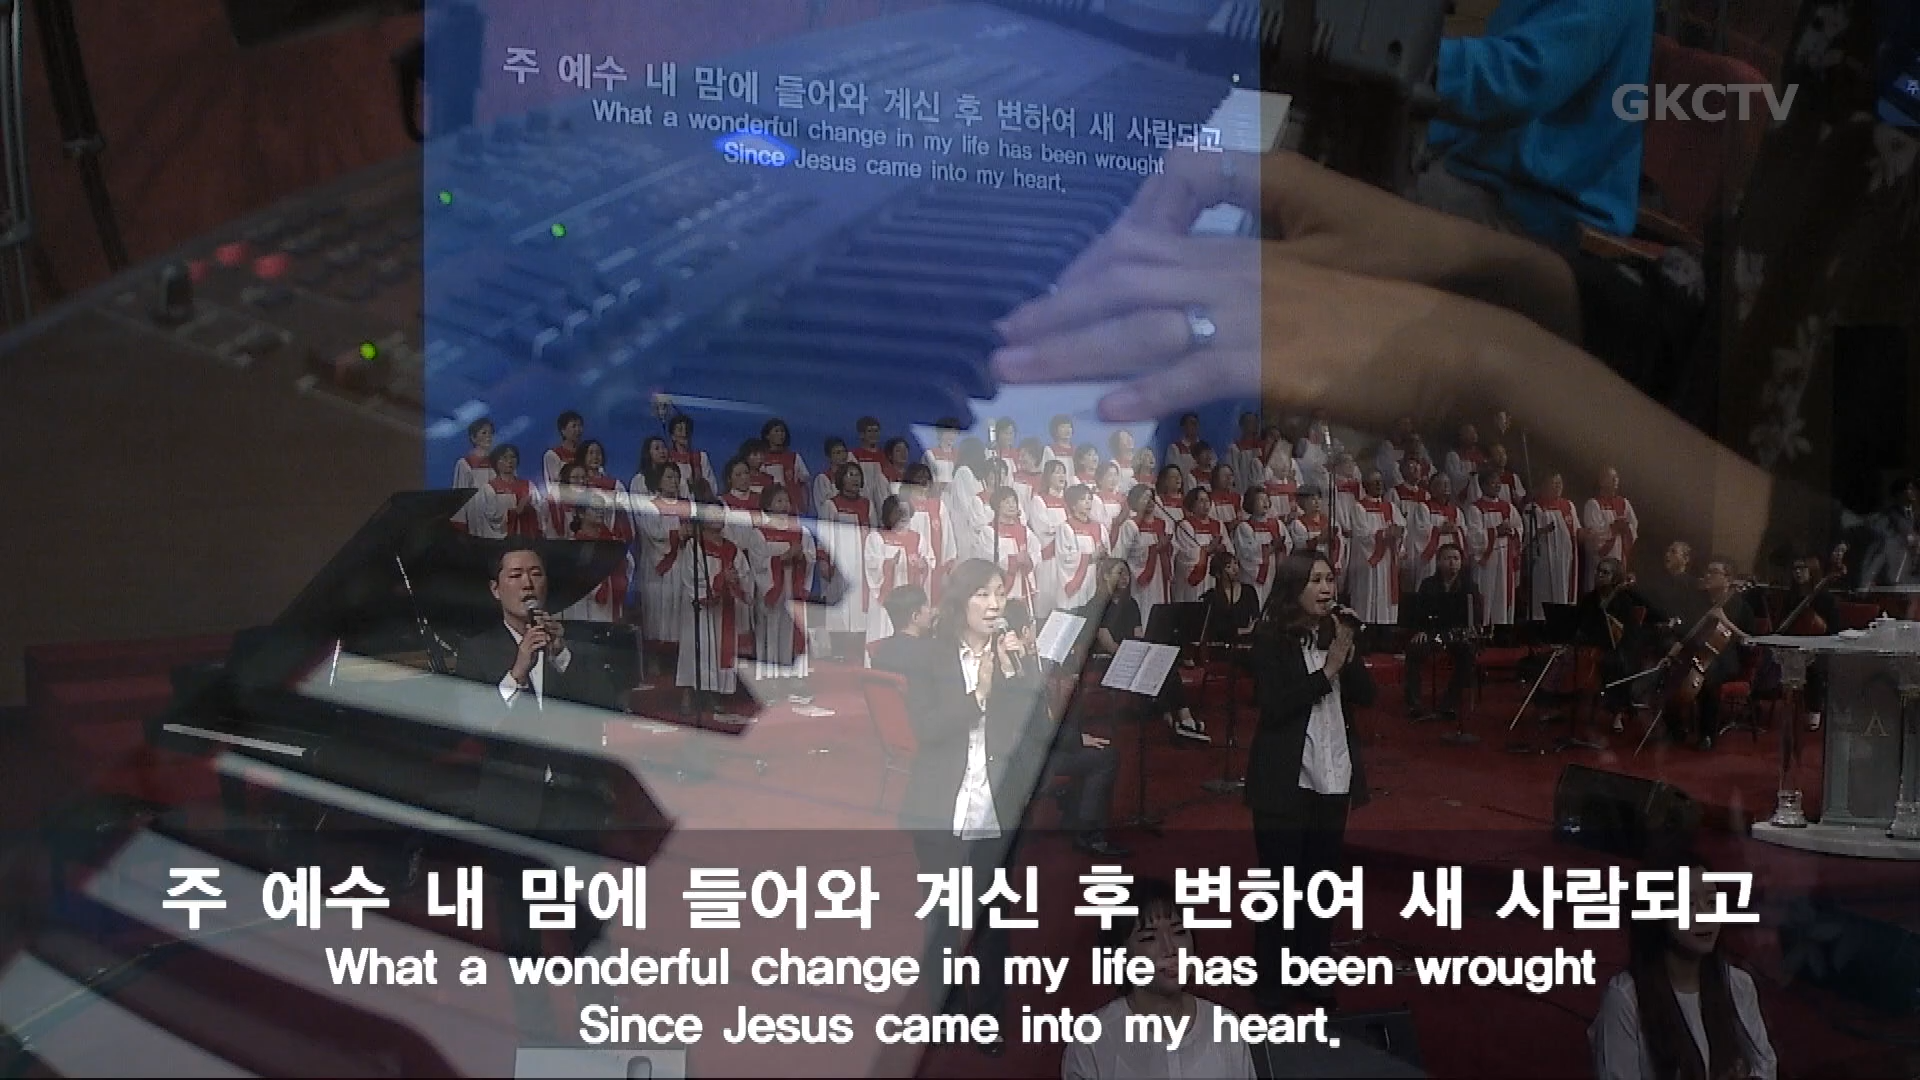 주 예수 내 맘에 들어와 계신 후 변하여 새 사람되고
What a wonderful change in my life has been wrought
Since Jesus came into my heart.
GKCTV
주 예수 내 맘에 들어와 계신 후 변하여 새 사람되고
What a wonderful change in my life has been wrought
Since Jesus came into my heart.